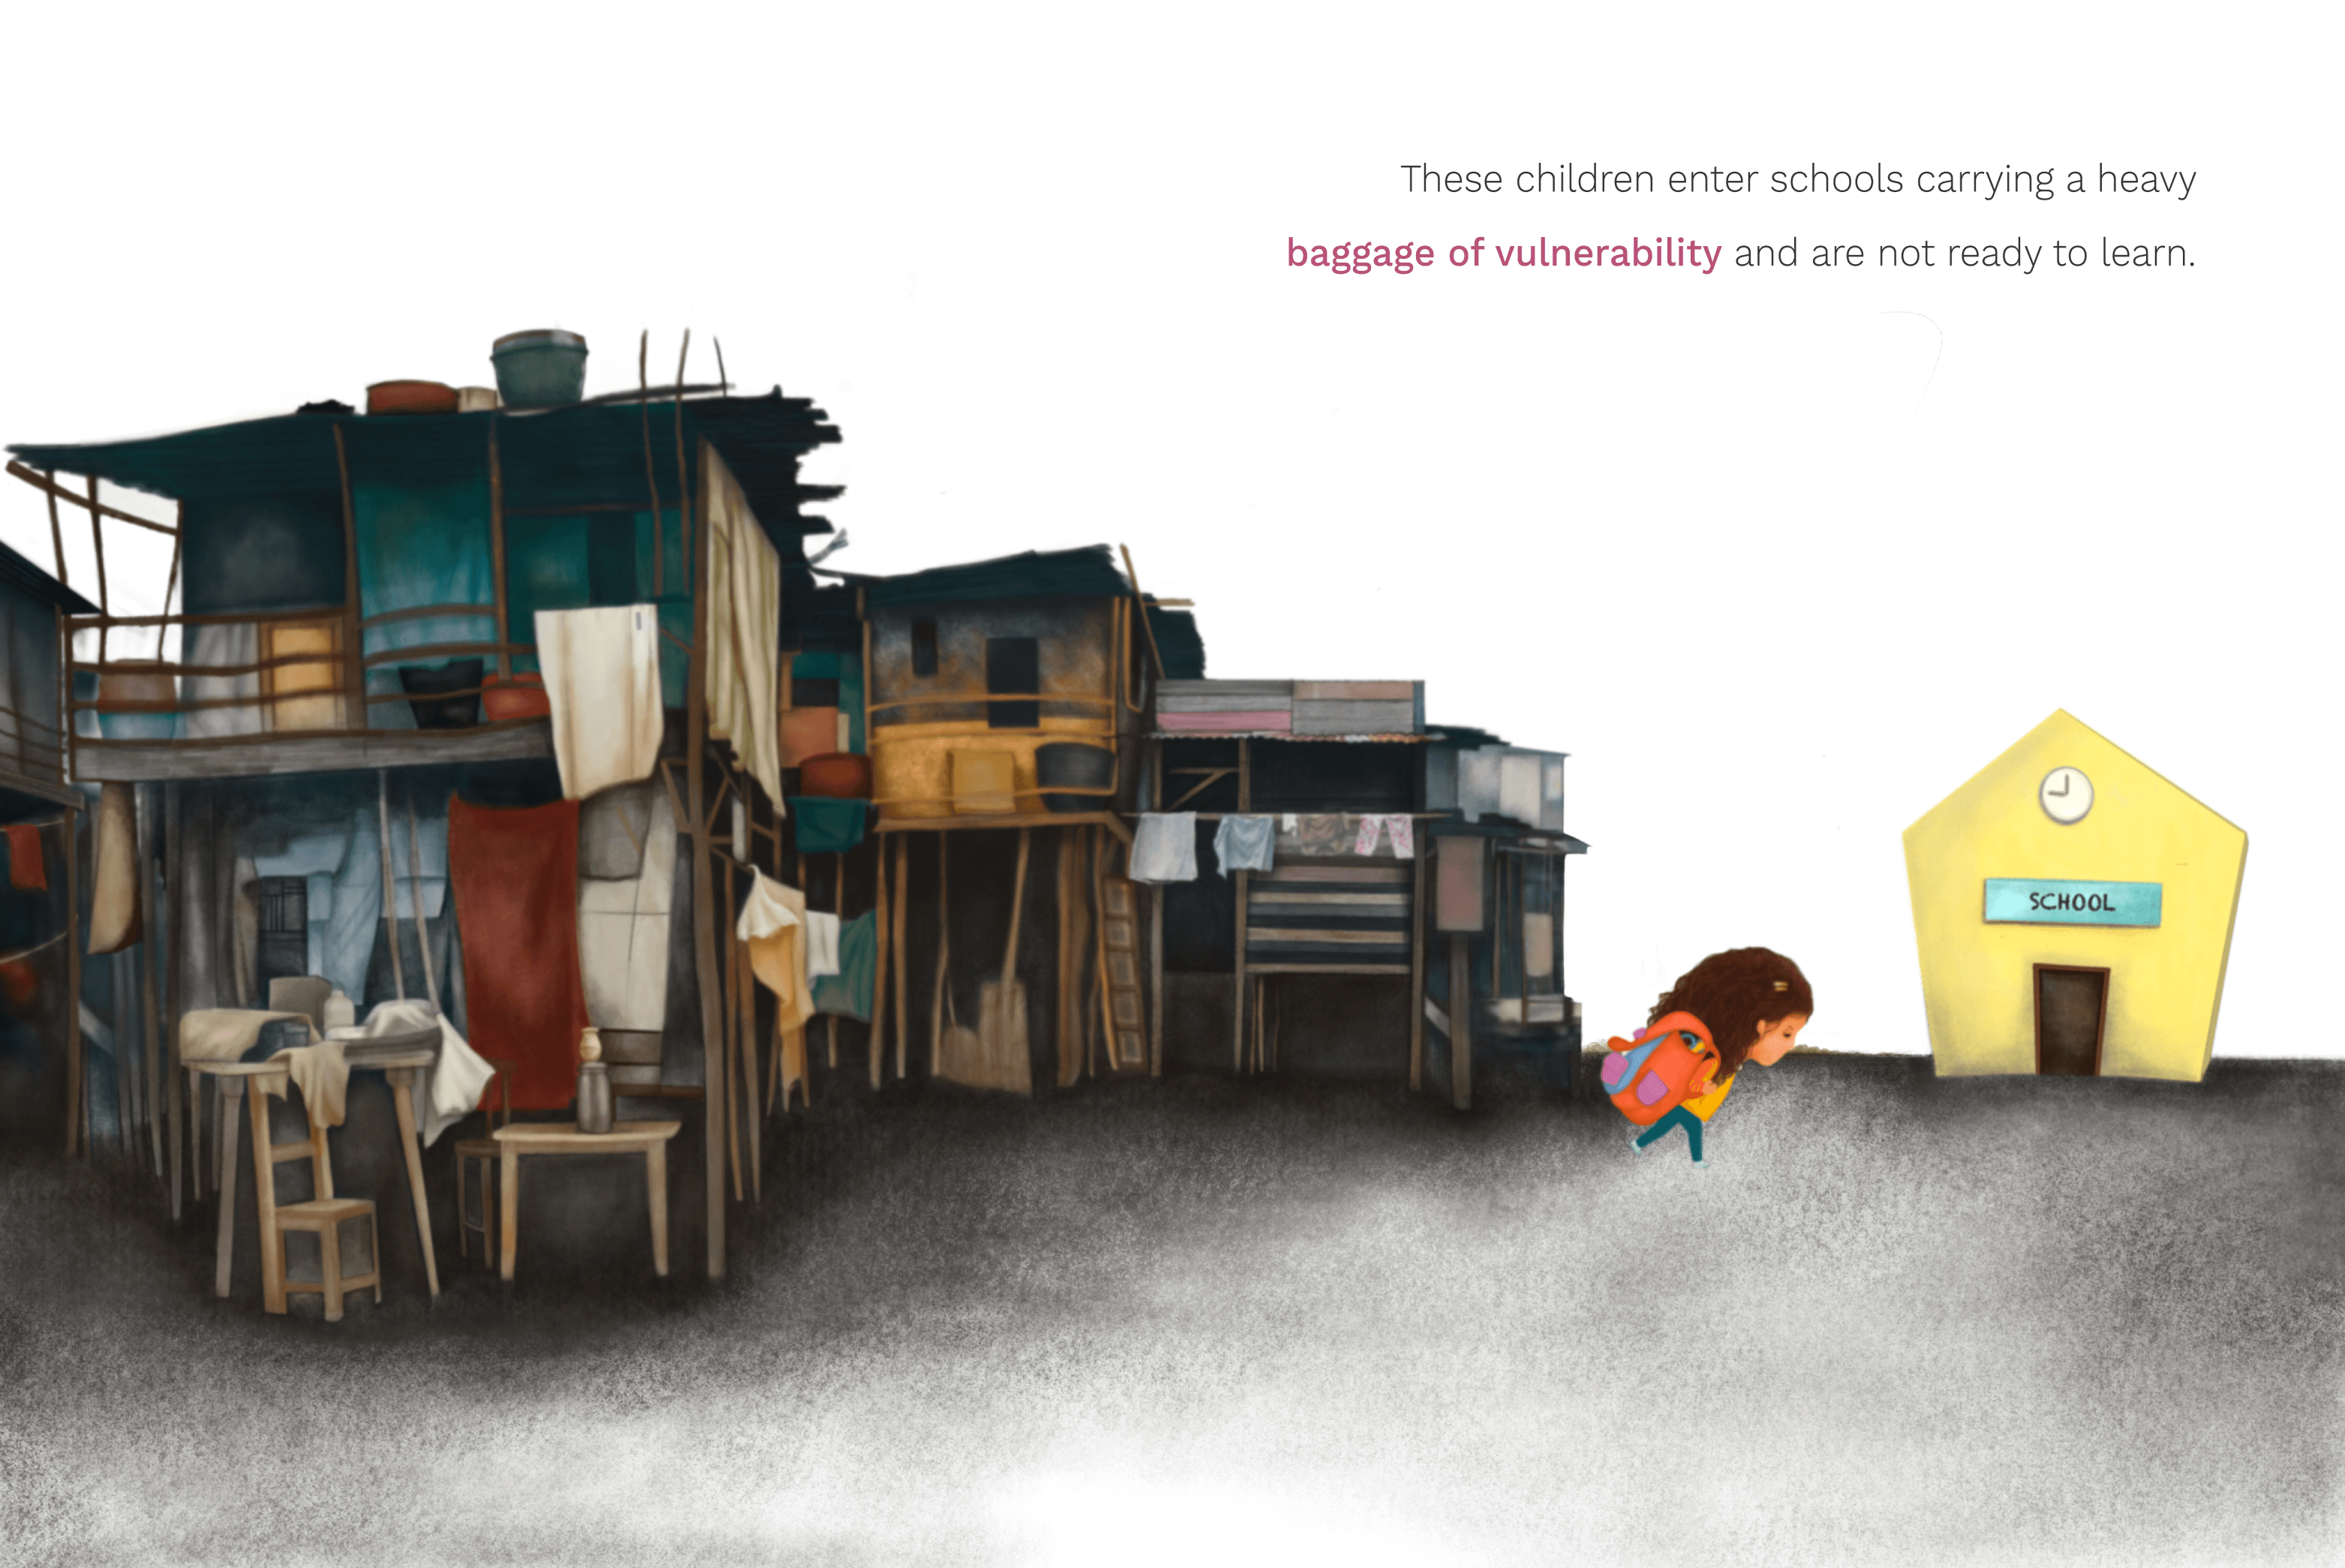 These children enter schools carrying a heavy
baggage of vulnerability and are not ready to learn.
SCHOOL